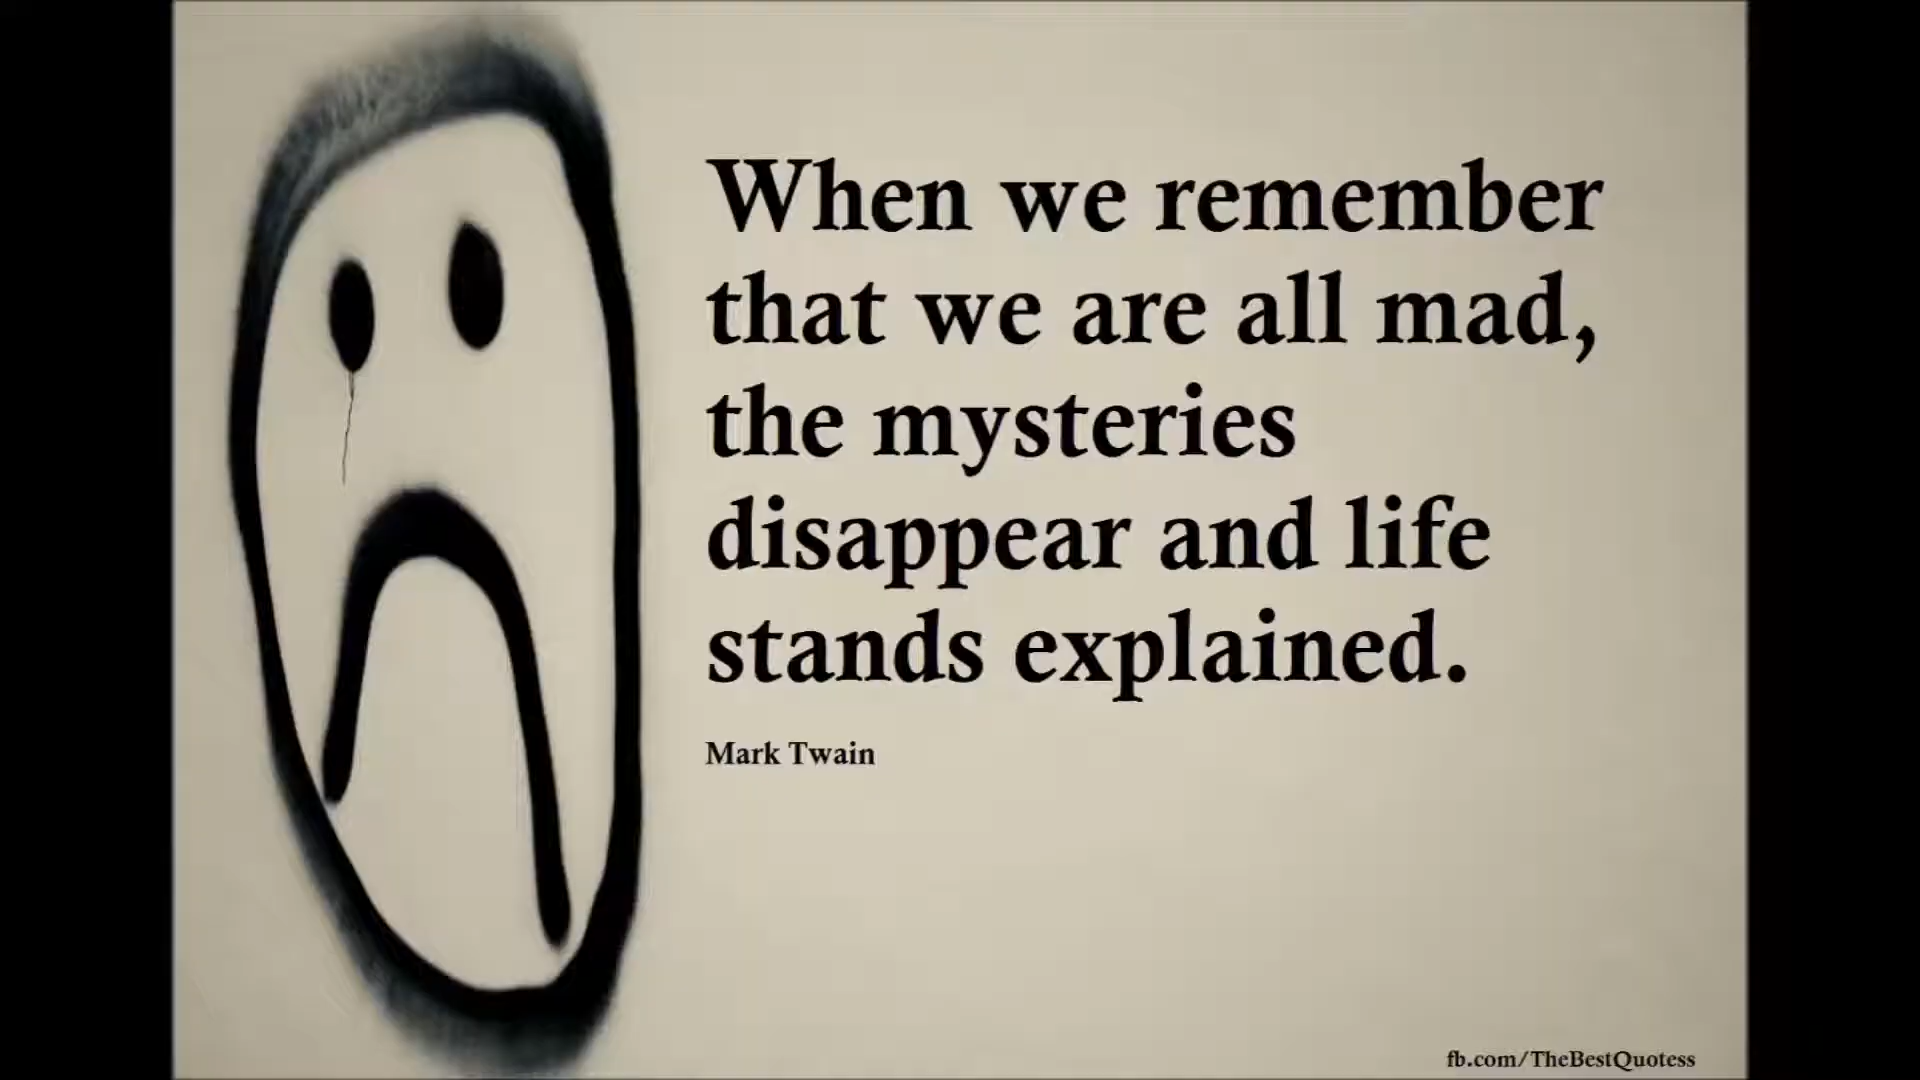 When we remember
that we are all mad,
the mysteries
disappear and life
stands explained.
Mark Twain
fb.com/TheBestQuotess